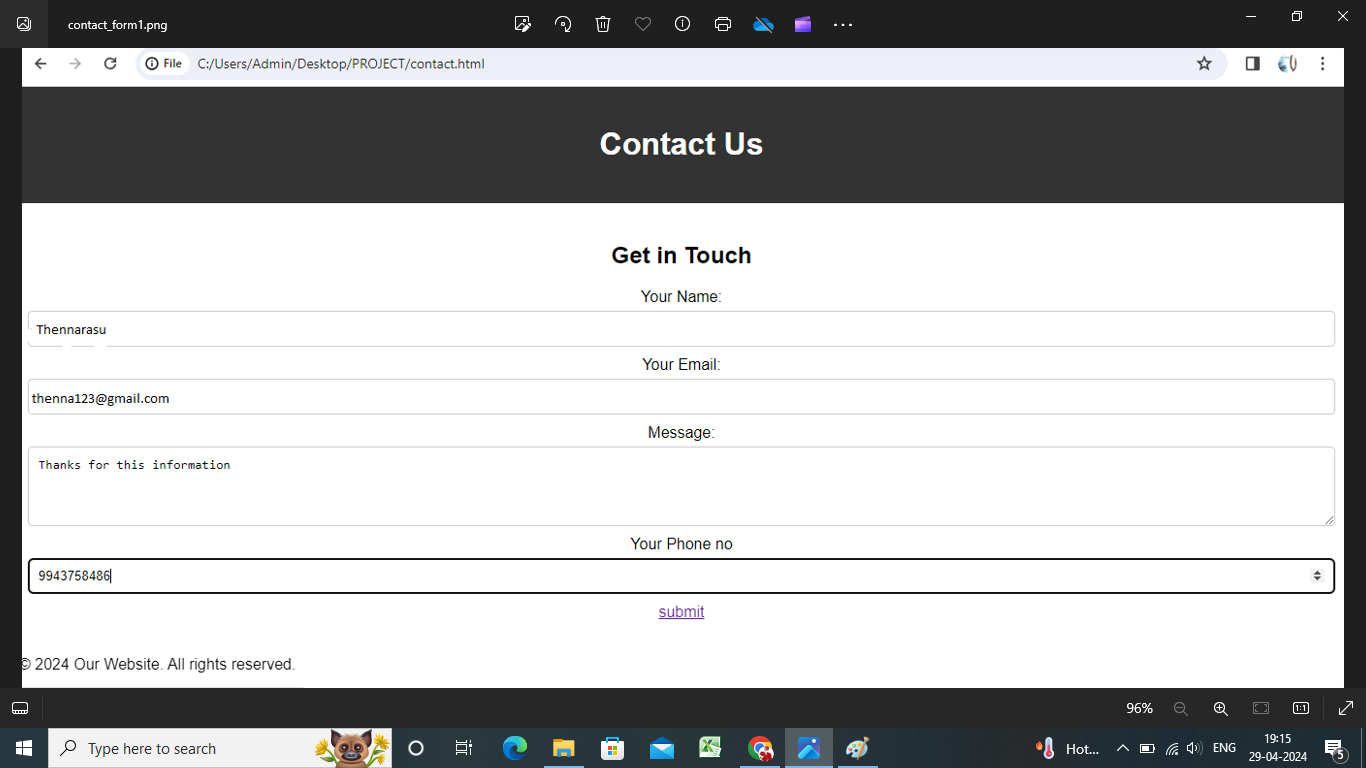 contact_form1.png
File C:/Users/Admin/Desktop/PROJECT/contact.html
Contact Us
Get in Touch
Your Name:
Thennarasu
Your Email:
thenna123@gmail.com
Message:
Thanks for this information
Your Phone no
9943758486
submit
© 2024 Our Website. All rights reserved.
96% 1:1
Type here to search Hot... ENG 19:15
29-04-2024 5